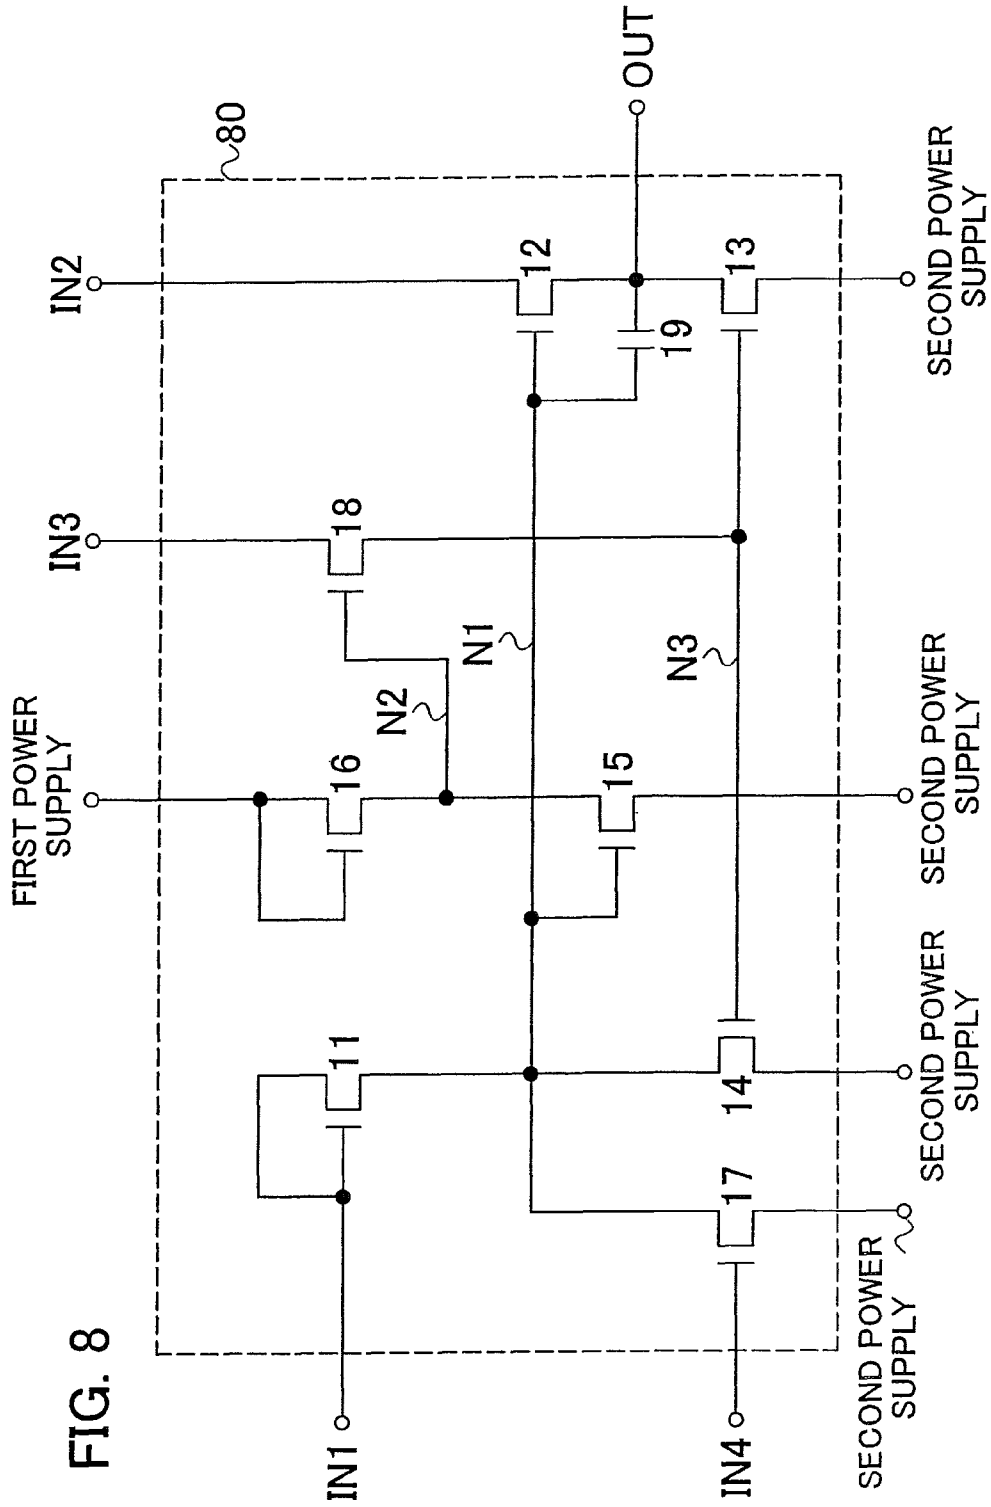 FIG. 8
FIRST POWER
SUPPLY
IN3
IN2
80
11
16
18
N2
N1
12
OUT
15
19
N3
IN1
17
14
13
IN4
SECOND POWER
SUPPLY
SECOND POWER
SUPPLY
SECOND POWER
SUPPLY
SECOND POWER
SUPPLY